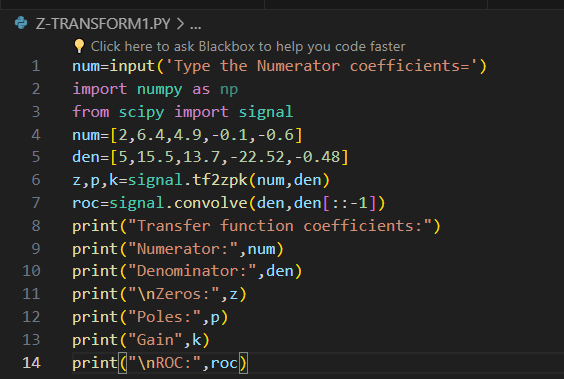 Z-TRANSFORM1.PY > ...
Click here to ask Blackbox to help you code faster
1 num=input('Type the Numerator coefficients=')
2 import numpy as np
3 from scipy import signal
4 num=[2,6.4,4.9,-0.1,-0.6]
5 den=[5,15.5,13.7,-22.52,-0.48]
6 z,p,k=signal.tf2zpk(num,den)
7 roc=signal.convolve(den,den[::-1])
8 print("Transfer function coefficients:")
9 print("Numerator:",num)
10 print("Denominator:",den)
11 print("\nZeros:",z)
12 print("Poles:",p)
13 print("Gain",k)
14 print("\nROC:",roc)